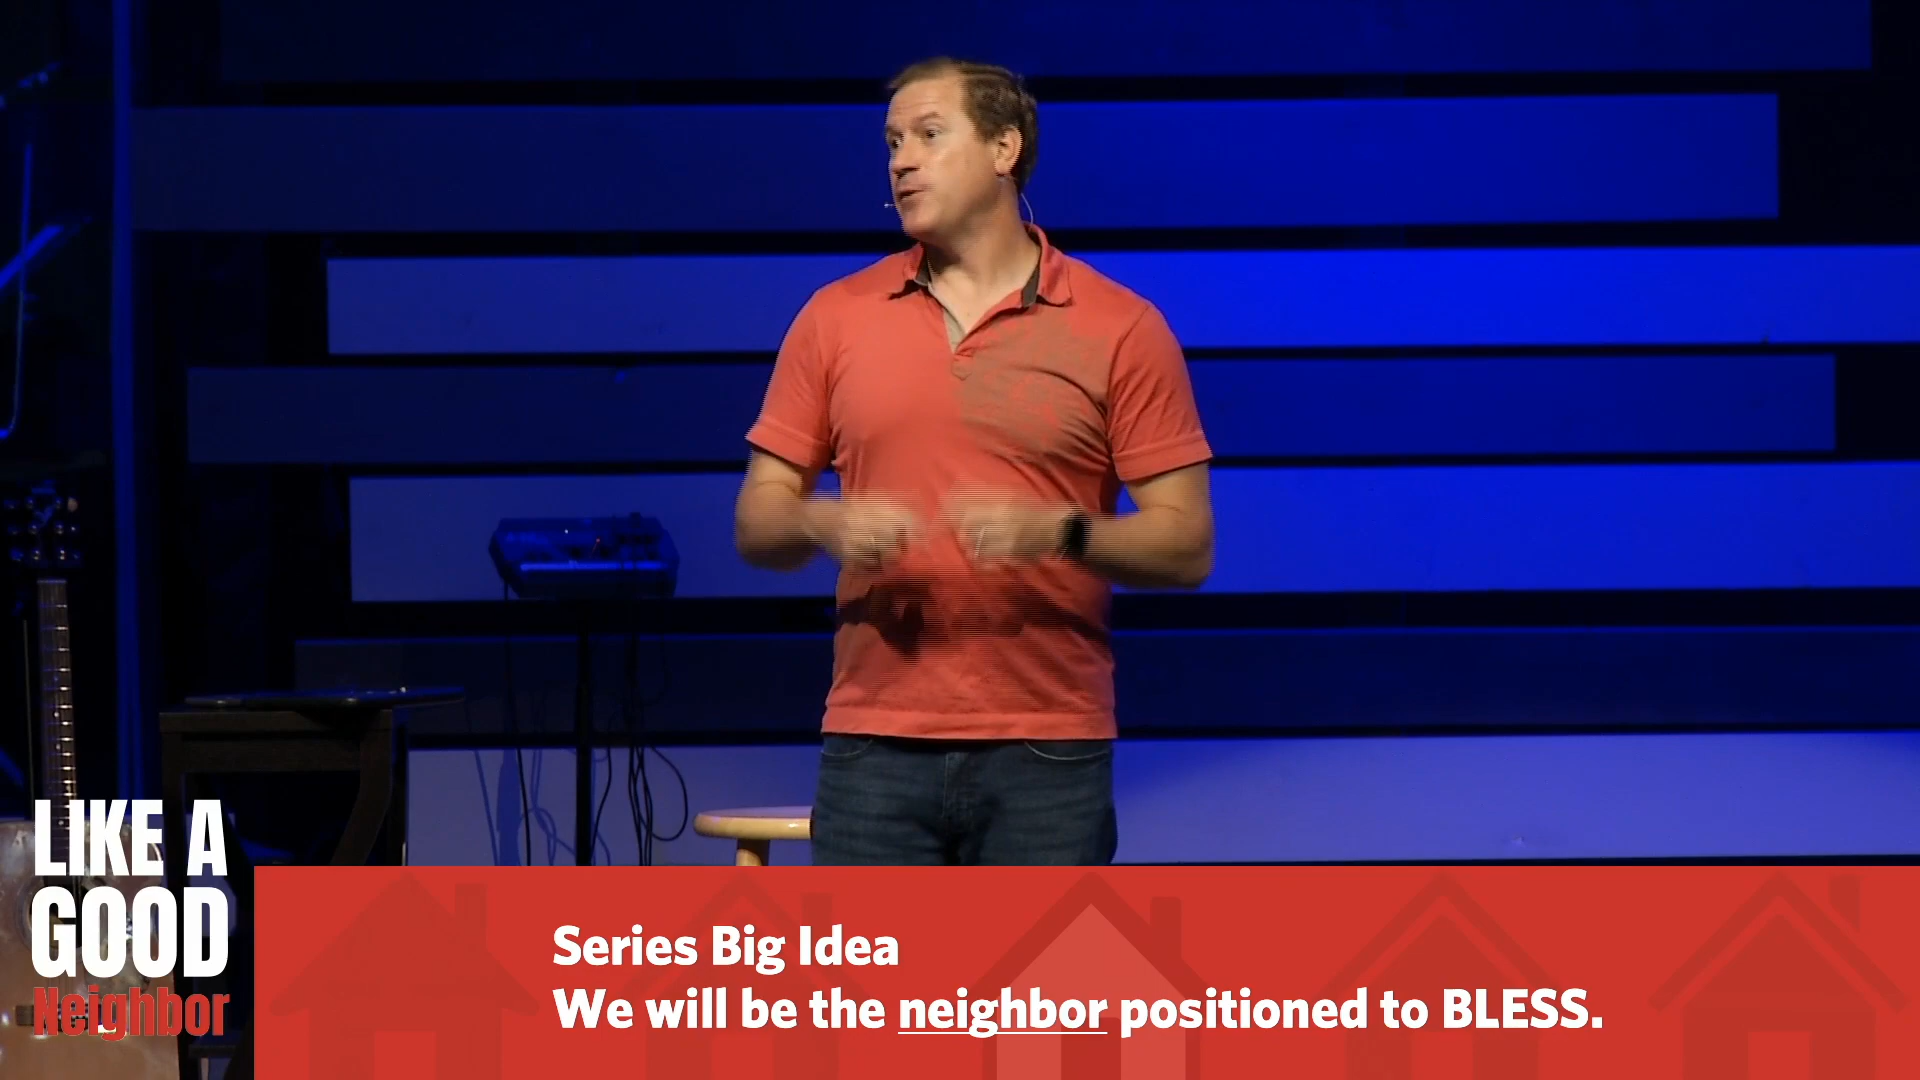 LIKE A
GOOD
Neighbor
Series Big Idea
We will be the neighbor positioned to BLESS.